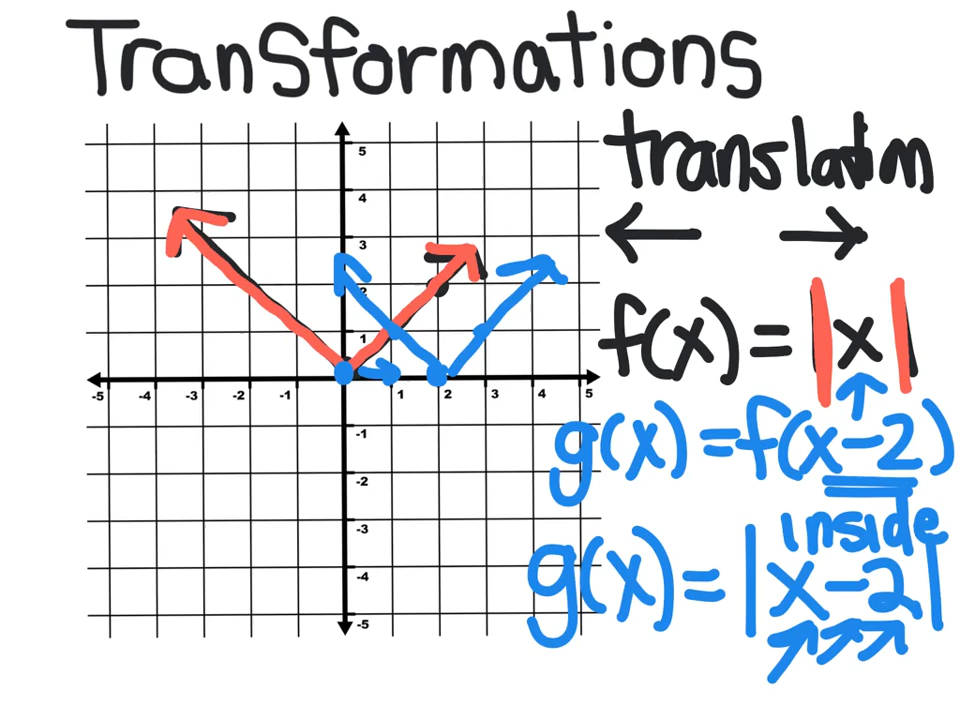 Transformations
translation
← →
f(x) = |x|
g(x) = f(x-2)
inside
g(x) = |x-2|
5
4
3
2
1
-5 -4 -3 -2 -1 1 2 3 4 5
-1
-2
-3
-4
-5